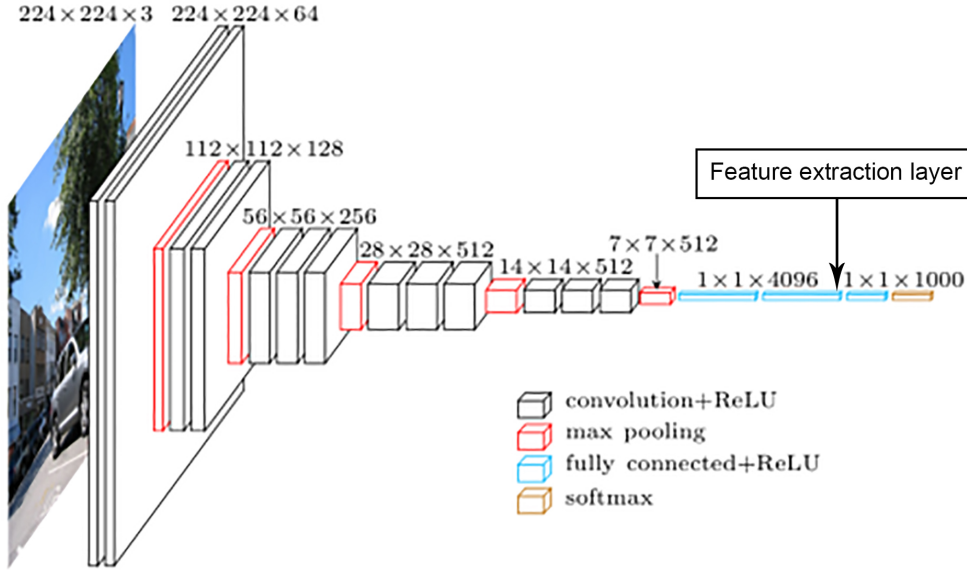 224×224×3
224×224×64
112×112×128
56×56×256
28×28×512
14×14×512
7×7×512
1×1×4096
1×1×1000
Feature extraction layer
convolution+ReLU
max pooling
fully connected+ReLU
softmax